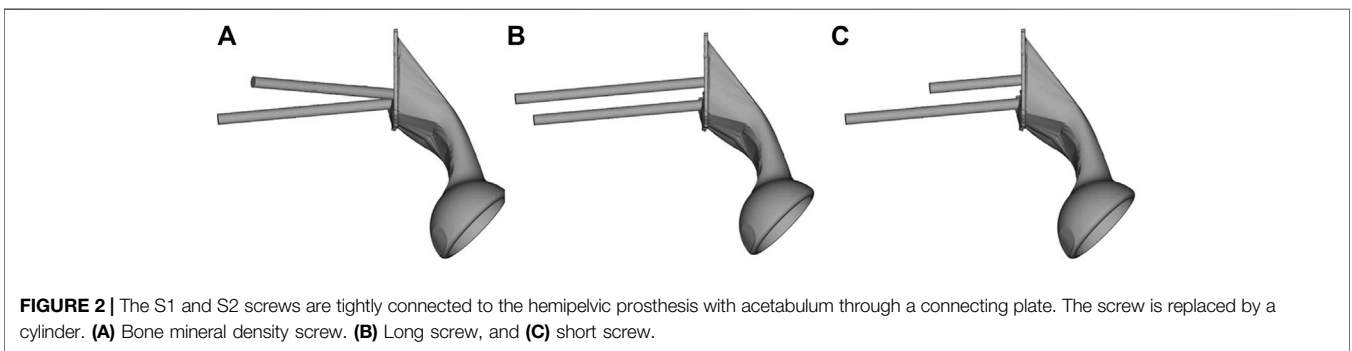 A
B
C
FIGURE 2 | The S1 and S2 screws are tightly connected to the hemipelvic prosthesis with acetabulum through a connecting plate. The screw is replaced by a
cylinder. (A) Bone mineral density screw. (B) Long screw, and (C) short screw.